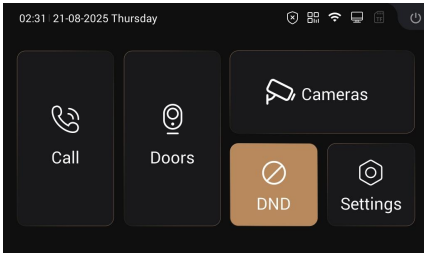 02:31 21-08-2025 Thursday
Cameras
Call
Doors
DND
Settings